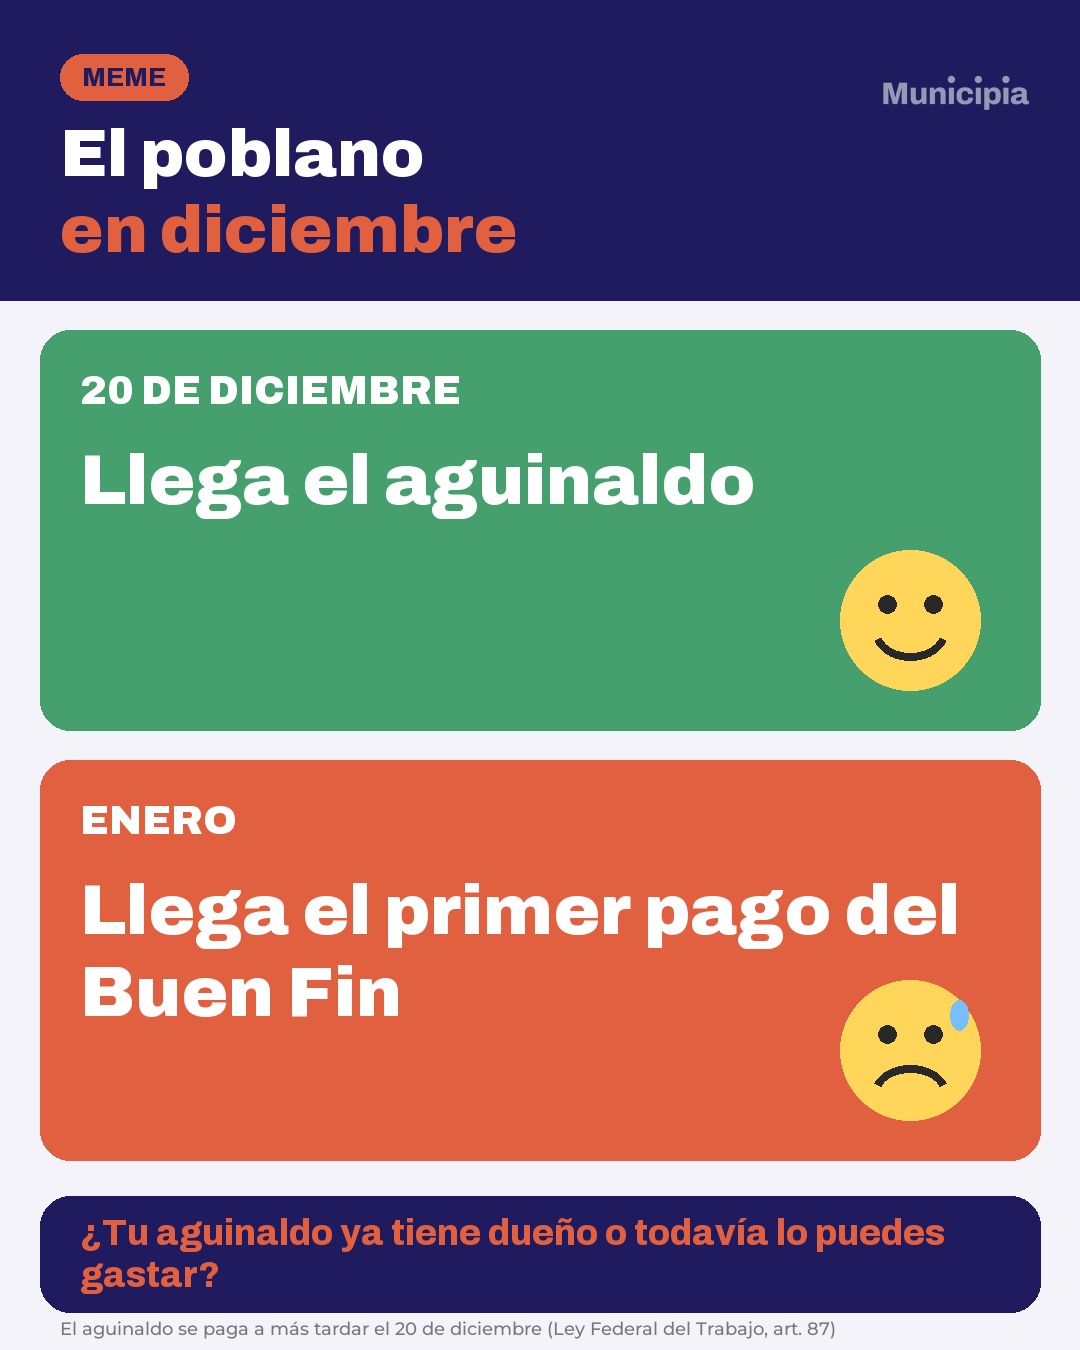 MEME
Municipia
El poblano
en diciembre
20 DE DICIEMBRE
Llega el aguinaldo
ENERO
Llega el primer pago del
Buen Fin
¿Tu aguinaldo ya tiene dueño o todavía lo puedes
gastar?
El aguinaldo se paga a más tardar el 20 de diciembre (Ley Federal del Trabajo, art. 87)